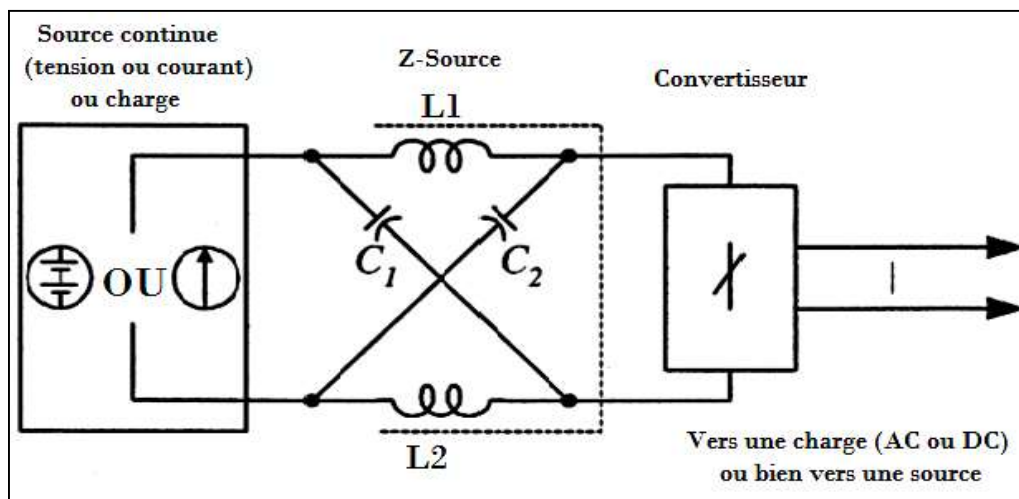 Source continue
(tension ou courant)
ou charge
Z-Source
Convertisseur
L1
C1
C2
OU
L2
Vers une charge (AC ou DC)
ou bien vers une source